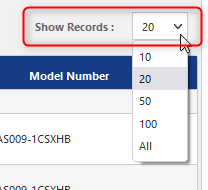 Show Records : 20
10
20
Model Number
50
100
All
AS009-1CSXHB
AS009-1CSXHB